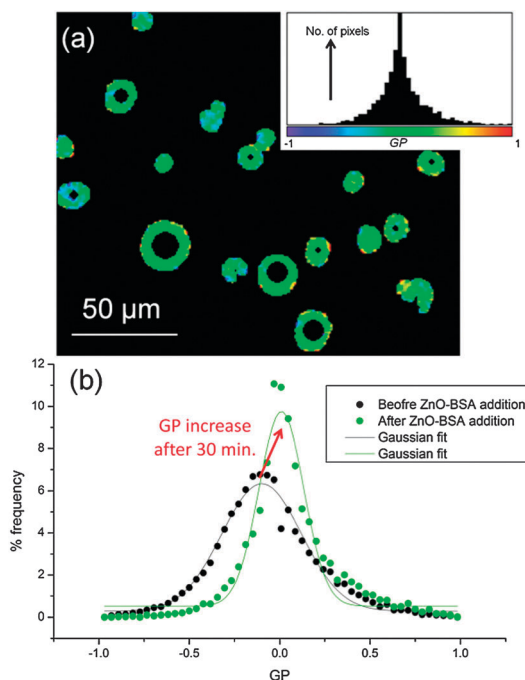 (a)
No. of pixels
-1
GP
1
50 µm
(b)
12
10
8
6
4
2
0
% frequency
GP increase
after 30 min.
Beofre ZnO-BSA addition
After ZnO-BSA addition
Gaussian fit
Gaussian fit
-1.0
-0.5
0.0
0.5
1.0
GP